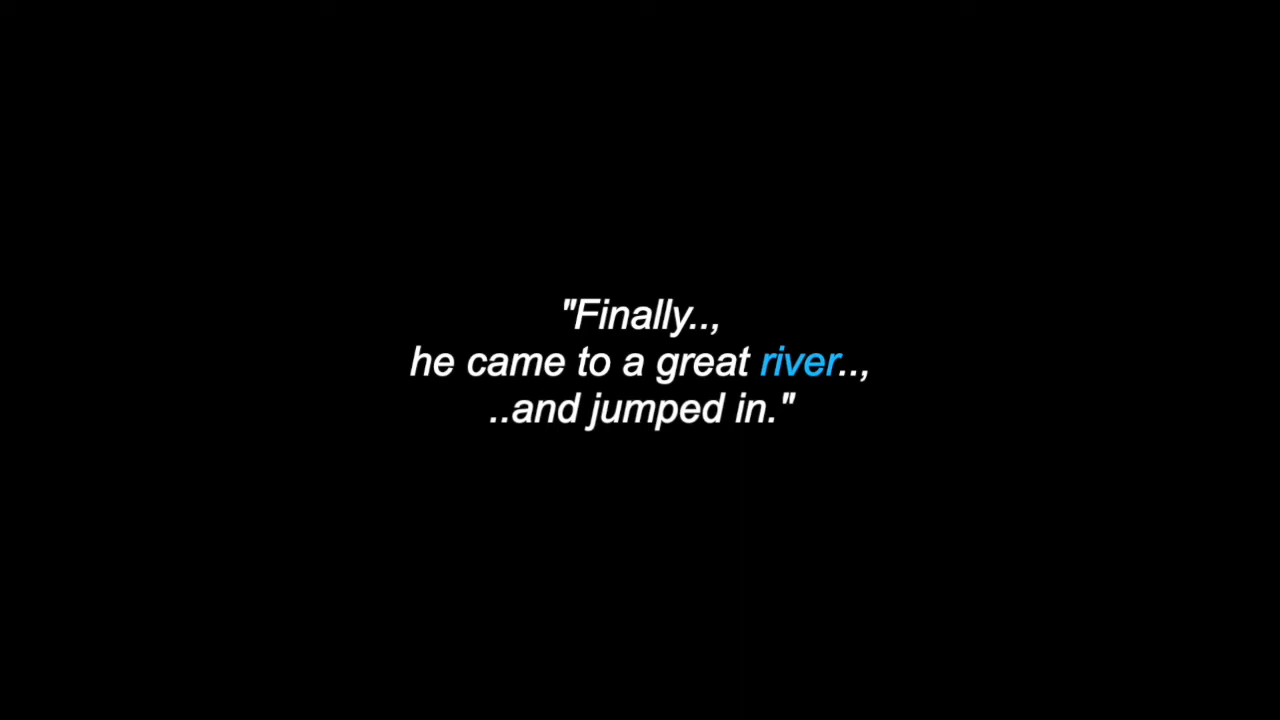 "Finally..,
he came to a great river..,
..and jumped in."